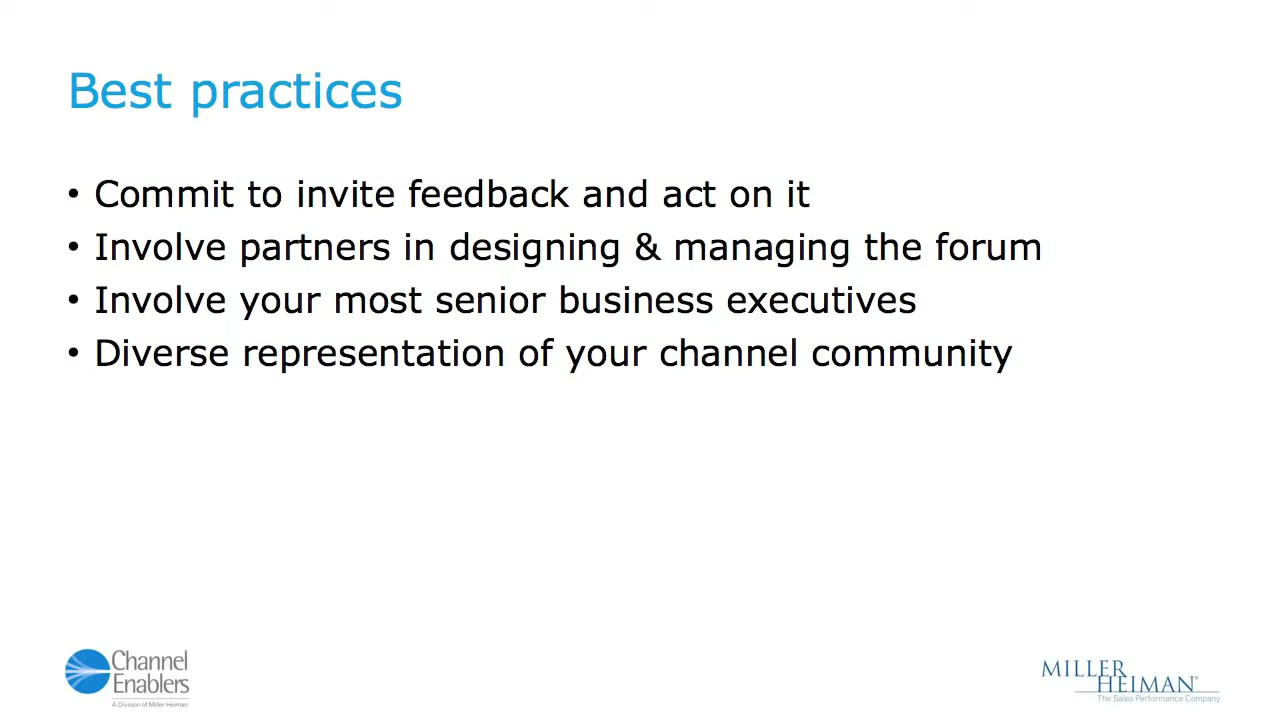 Best practices
• Commit to invite feedback and act on it
• Involve partners in designing & managing the forum
• Involve your most senior business executives
• Diverse representation of your channel community
Channel
Enablers
A Division of Miller Heiman
MILLER
HEIMAN®
The Sales Performance Company